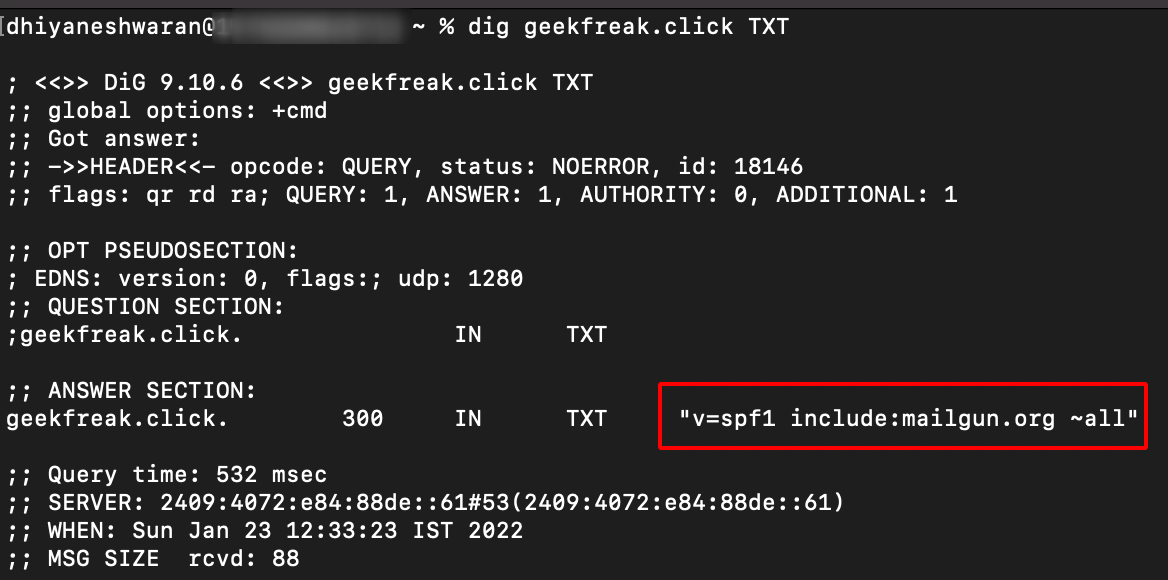 dhiyaneshwaran@ ~ % dig geekfreak.click TXT
; <<>> DiG 9.10.6 <<>> geekfreak.click TXT
;; global options: +cmd
;; Got answer:
;; ->>HEADER<<- opcode: QUERY, status: NOERROR, id: 18146
;; flags: qr rd ra; QUERY: 1, ANSWER: 1, AUTHORITY: 0, ADDITIONAL: 1
;; OPT PSEUDOSECTION:
; EDNS: version: 0, flags:; udp: 1280
;; QUESTION SECTION:
;geekfreak.click. IN TXT
;; ANSWER SECTION:
geekfreak.click. 300 IN TXT "v=spf1 include:mailgun.org ~all"
;; Query time: 532 msec
;; SERVER: 2409:4072:e84:88de::61#53(2409:4072:e84:88de::61)
;; WHEN: Sun Jan 23 12:33:23 IST 2022
;; MSG SIZE rcvd: 88